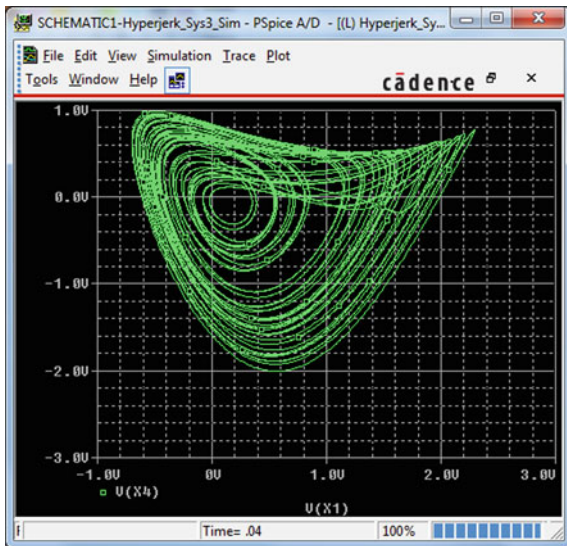 SCHEMATIC1-Hyperjerk_Sys3_Sim - PSpice A/D - [(L) Hyperjerk_Sy...
File Edit View Simulation Trace Plot
Tools Window Help
cādence
1.0V
0.0V
-1.0V
-2.0V
-3.0V
-1.0V 0V 1.0V 2.0V 3.0V
V(X4)
V(X1)
Time= .04 100%